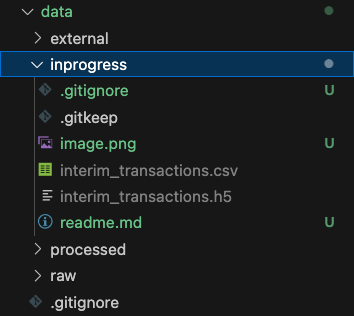 data
external
inprogress
.gitignore U
.gitkeep
image.png U
interim_transactions.csv
interim_transactions.h5
readme.md U
processed
raw
.gitignore